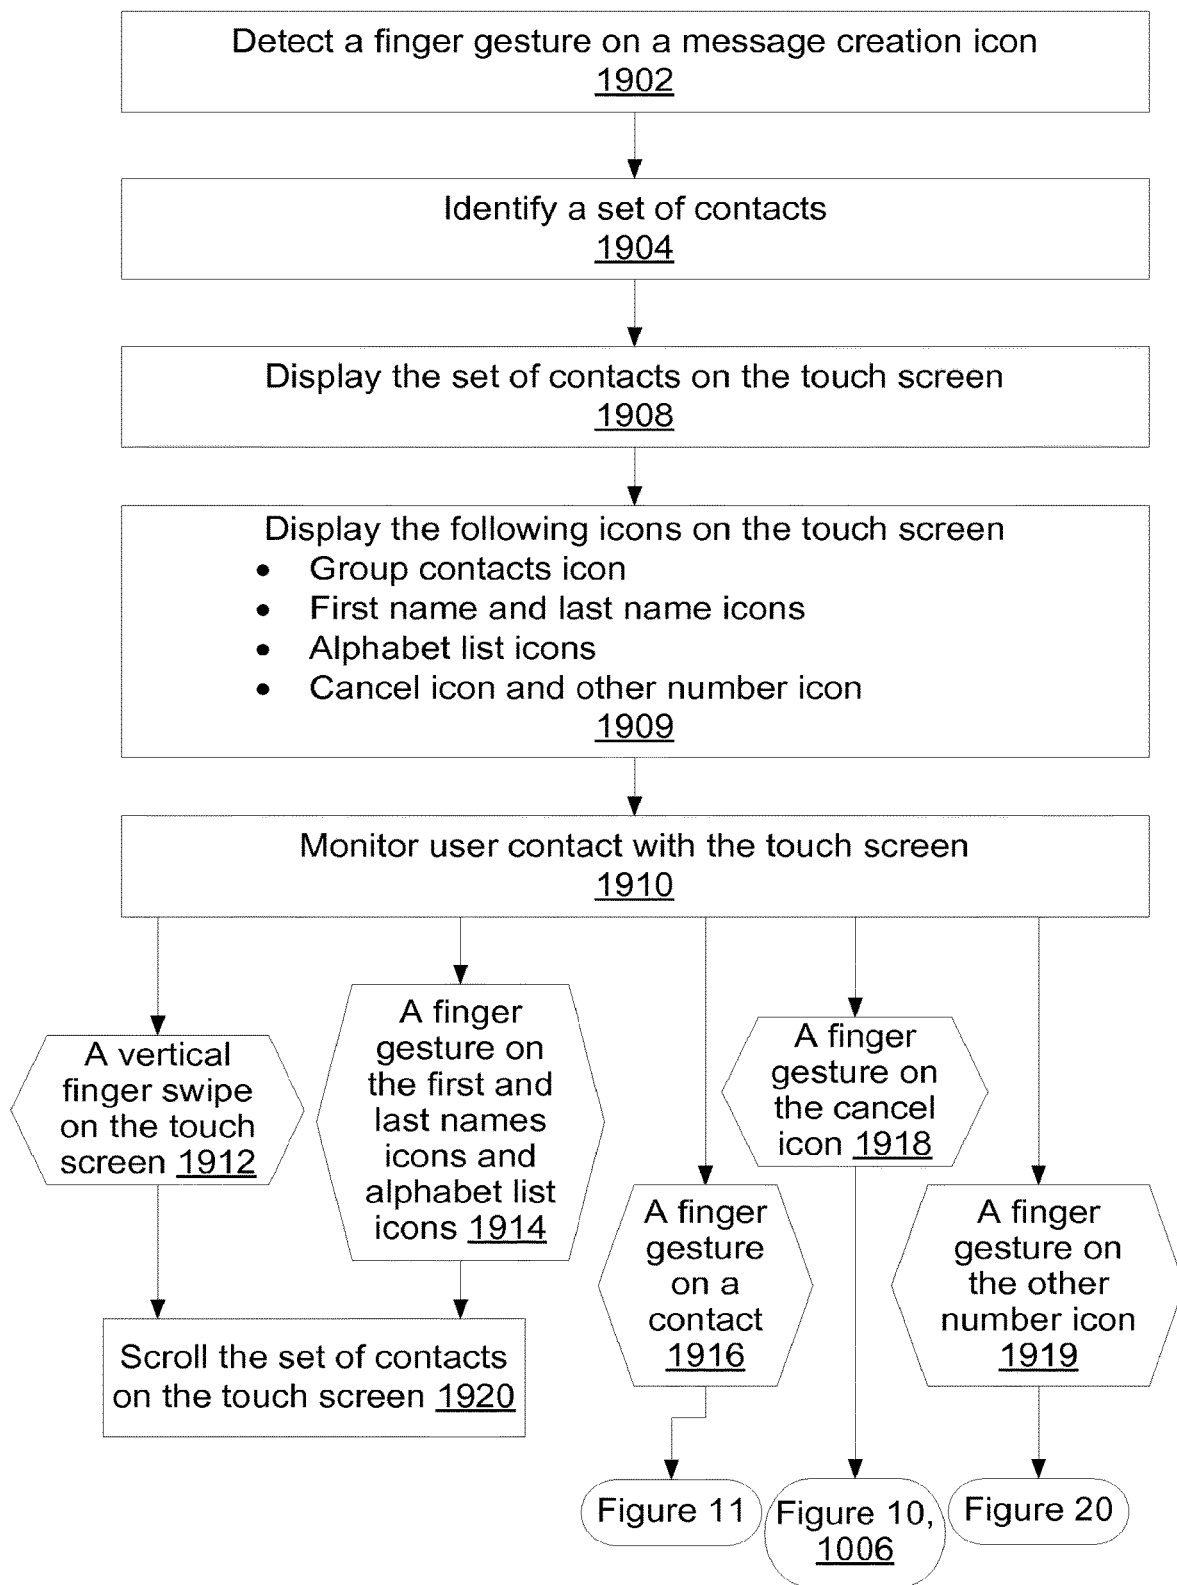 Detect a finger gesture on a message creation icon
1902
Identify a set of contacts
1904
Display the set of contacts on the touch screen
1908
Display the following icons on the touch screen
• Group contacts icon
• First name and last name icons
• Alphabet list icons
• Cancel icon and other number icon
1909
Monitor user contact with the touch screen
1910
A vertical
finger swipe
on the touch
screen 1912
A finger
gesture on
the first and
last names
icons and
alphabet list
icons 1914
A finger
gesture
on a
contact
1916
A finger
gesture on
the cancel
icon 1918
A finger
gesture on
the other
number icon
1919
Scroll the set of contacts
on the touch screen 1920
Figure 11
Figure 10,
1006
Figure 20